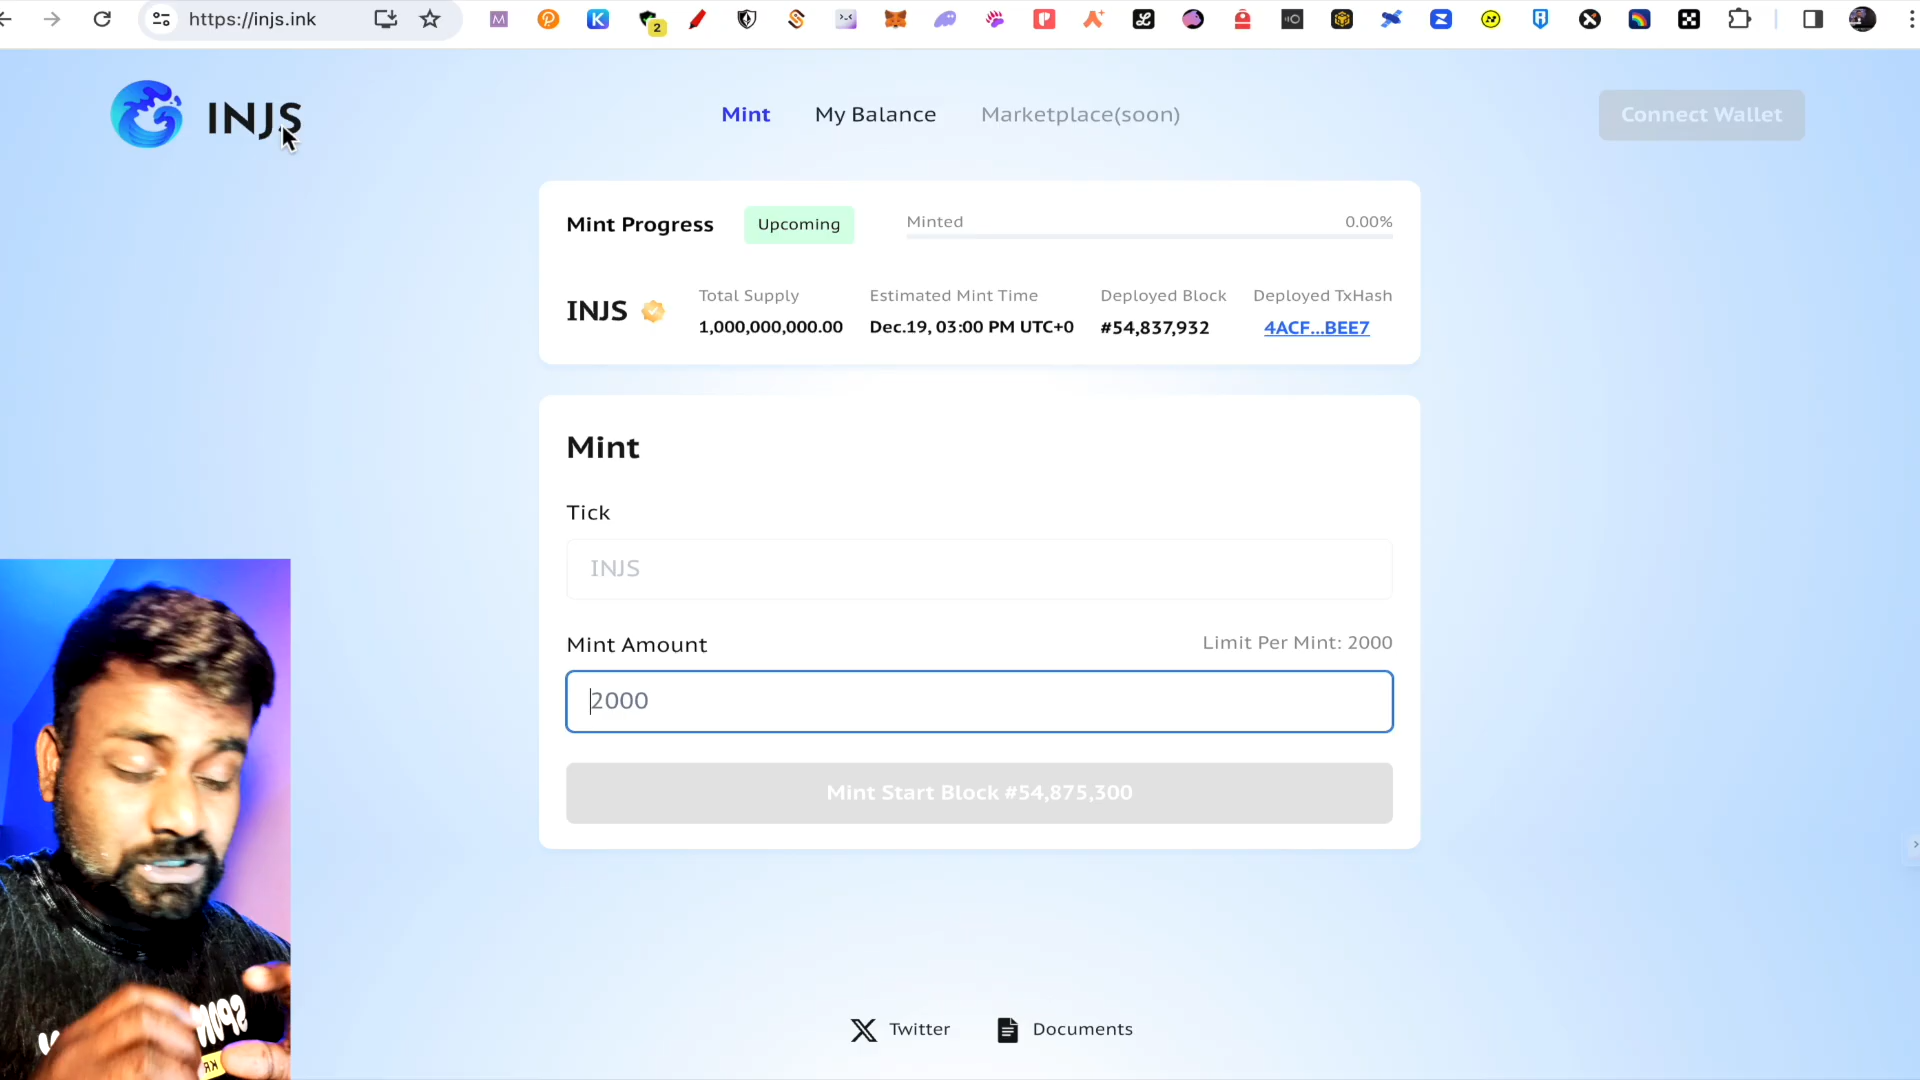 https://injs.ink
2
INJS
Mint
My Balance
Marketplace(soon)
Connect Wallet
Mint Progress
Upcoming
Minted
0.00%
INJS
Total Supply
1,000,000,000.00
Estimated Mint Time
Dec.19, 03:00 PM UTC+0
Deployed Block
#54,837,932
Deployed TxHash
4ACF...BEE7
Mint
Tick
INJS
Mint Amount
Limit Per Mint: 2000
2000
Mint Start Block #54,875,300
Twitter
Documents